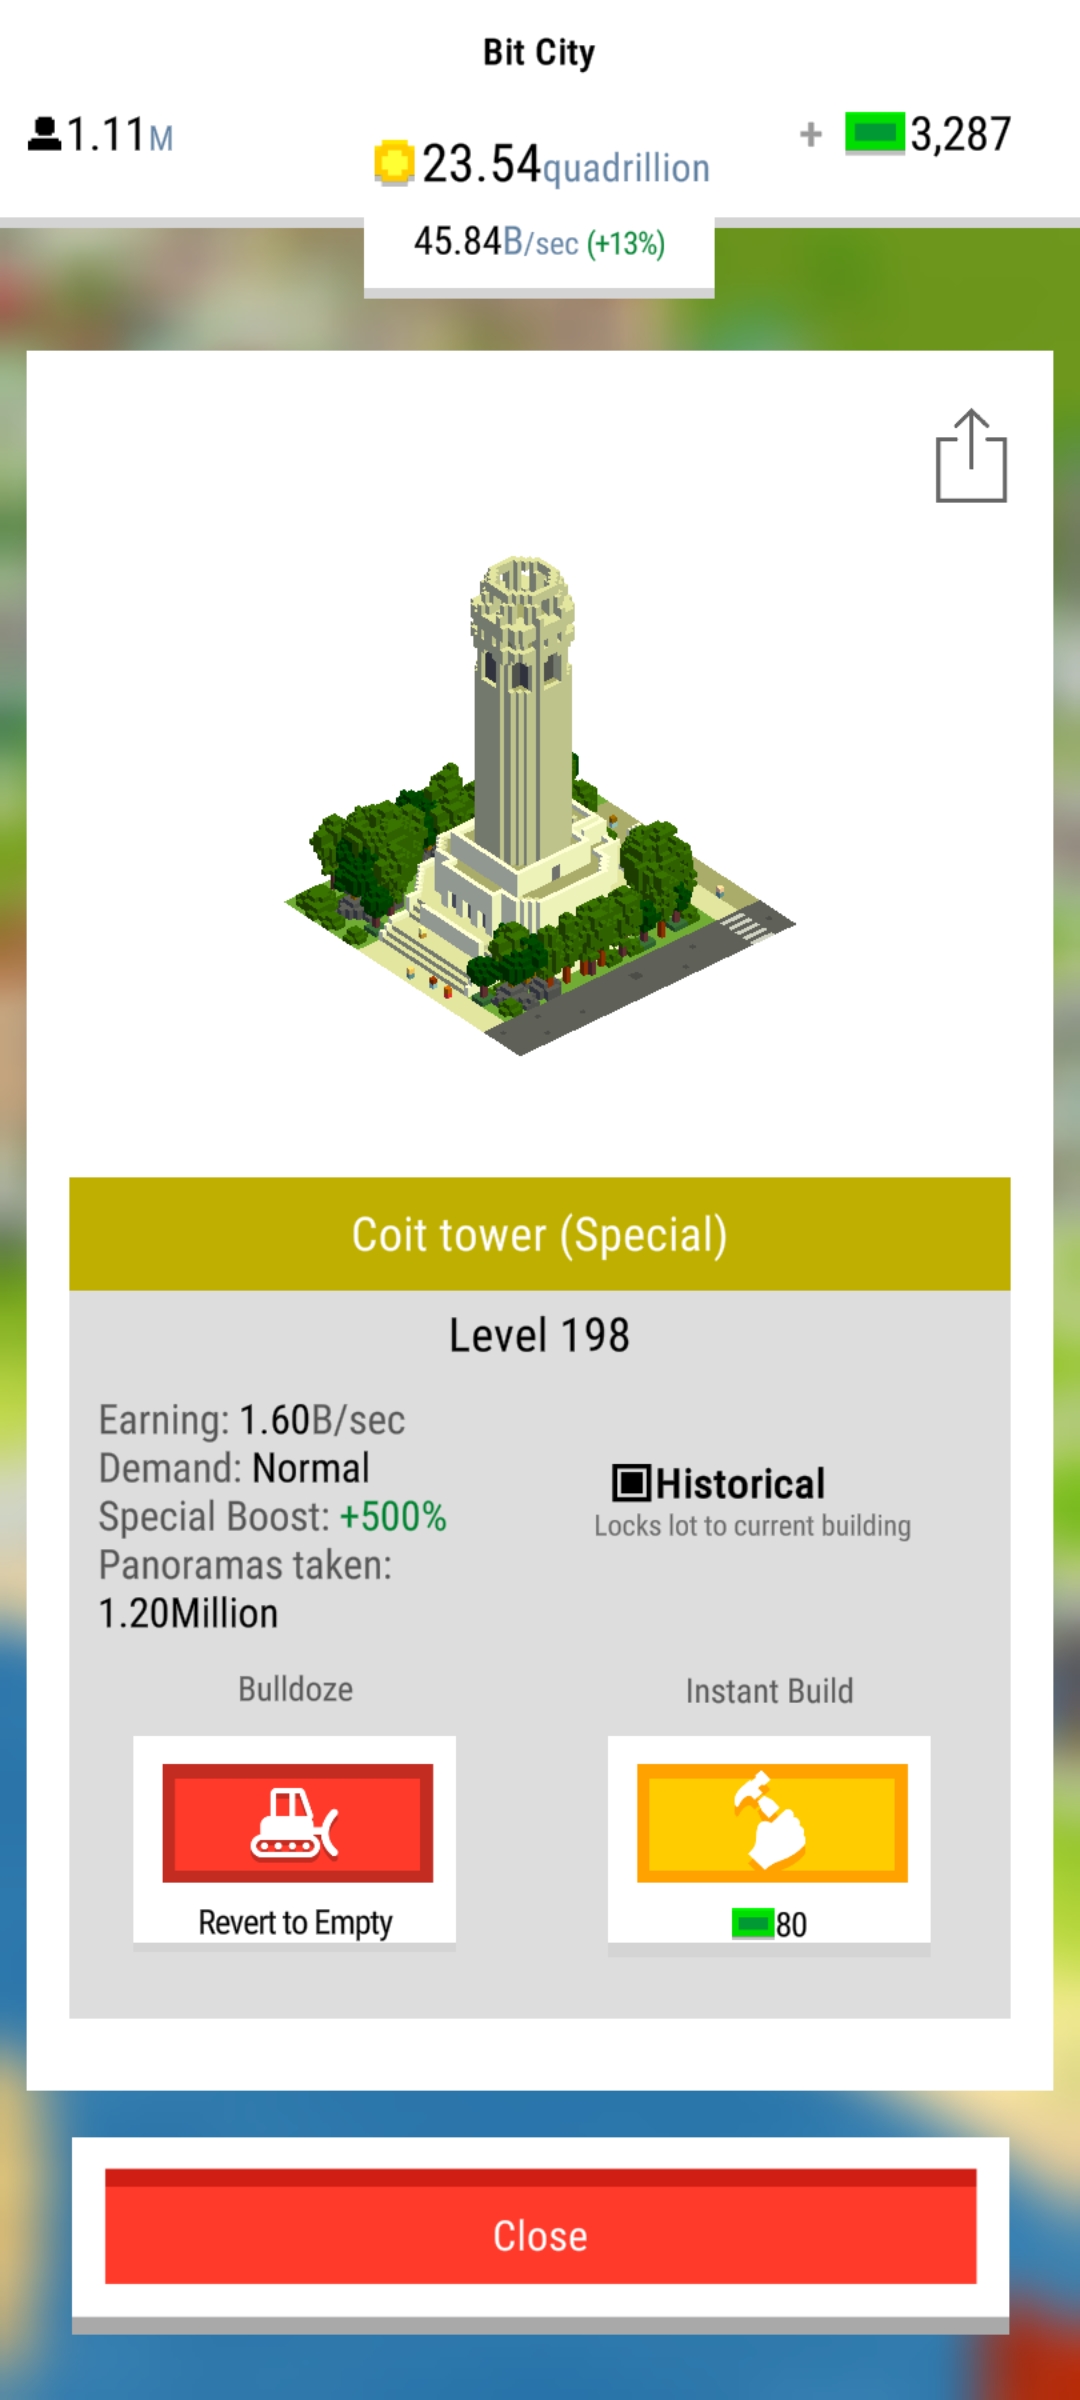 Bit City
1.11M
23.54quadrillion
+ 3,287
45.84B/sec (+13%)
Coit tower (Special)
Level 198
Earning: 1.60B/sec
Demand: Normal
Special Boost: +500%
Panoramas taken:
1.20Million
Historical
Locks lot to current building
Bulldoze
Instant Build
Revert to Empty
80
Close